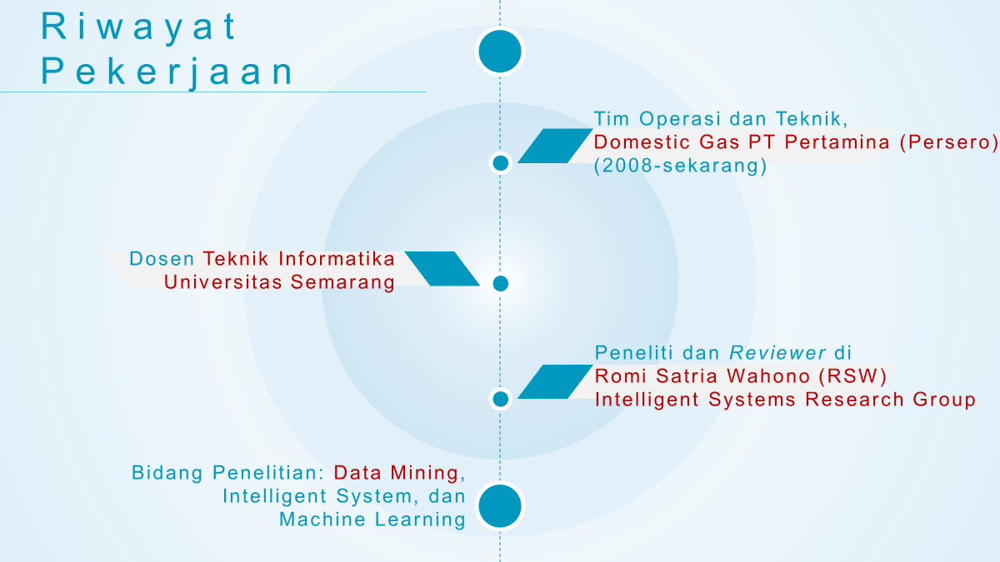 Riwayat
Pekerjaan
Tim Operasi dan Teknik,
Domestic Gas PT Pertamina (Persero)
(2008-sekarang)
Dosen Teknik Informatika
Universitas Semarang
Peneliti dan Reviewer di
Romi Satria Wahono (RSW)
Intelligent Systems Research Group
Bidang Penelitian: Data Mining,
Intelligent System, dan
Machine Learning